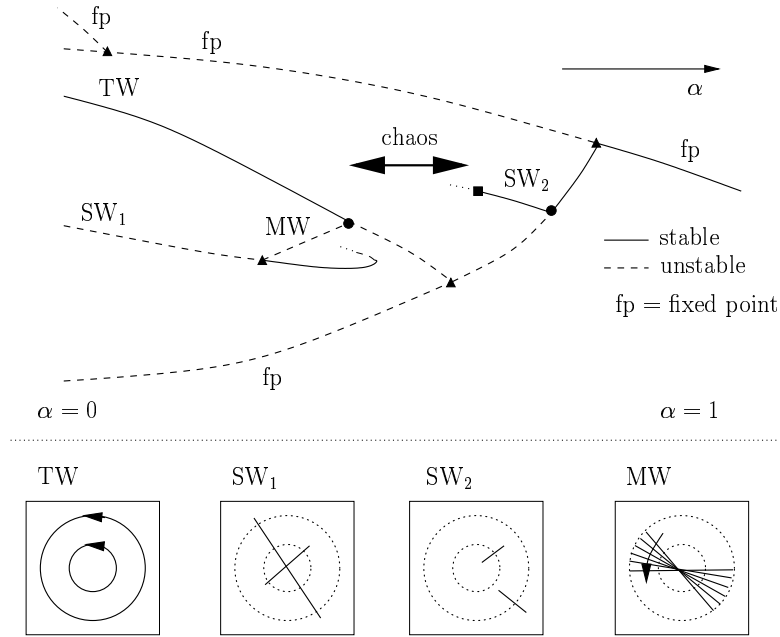 fp
fp
TW
α
chaos
fp
SW₂
SW₁
MW
stable
unstable
fp = fixed point
fp
α = 0
α = 1
TW
SW₁
SW₂
MW